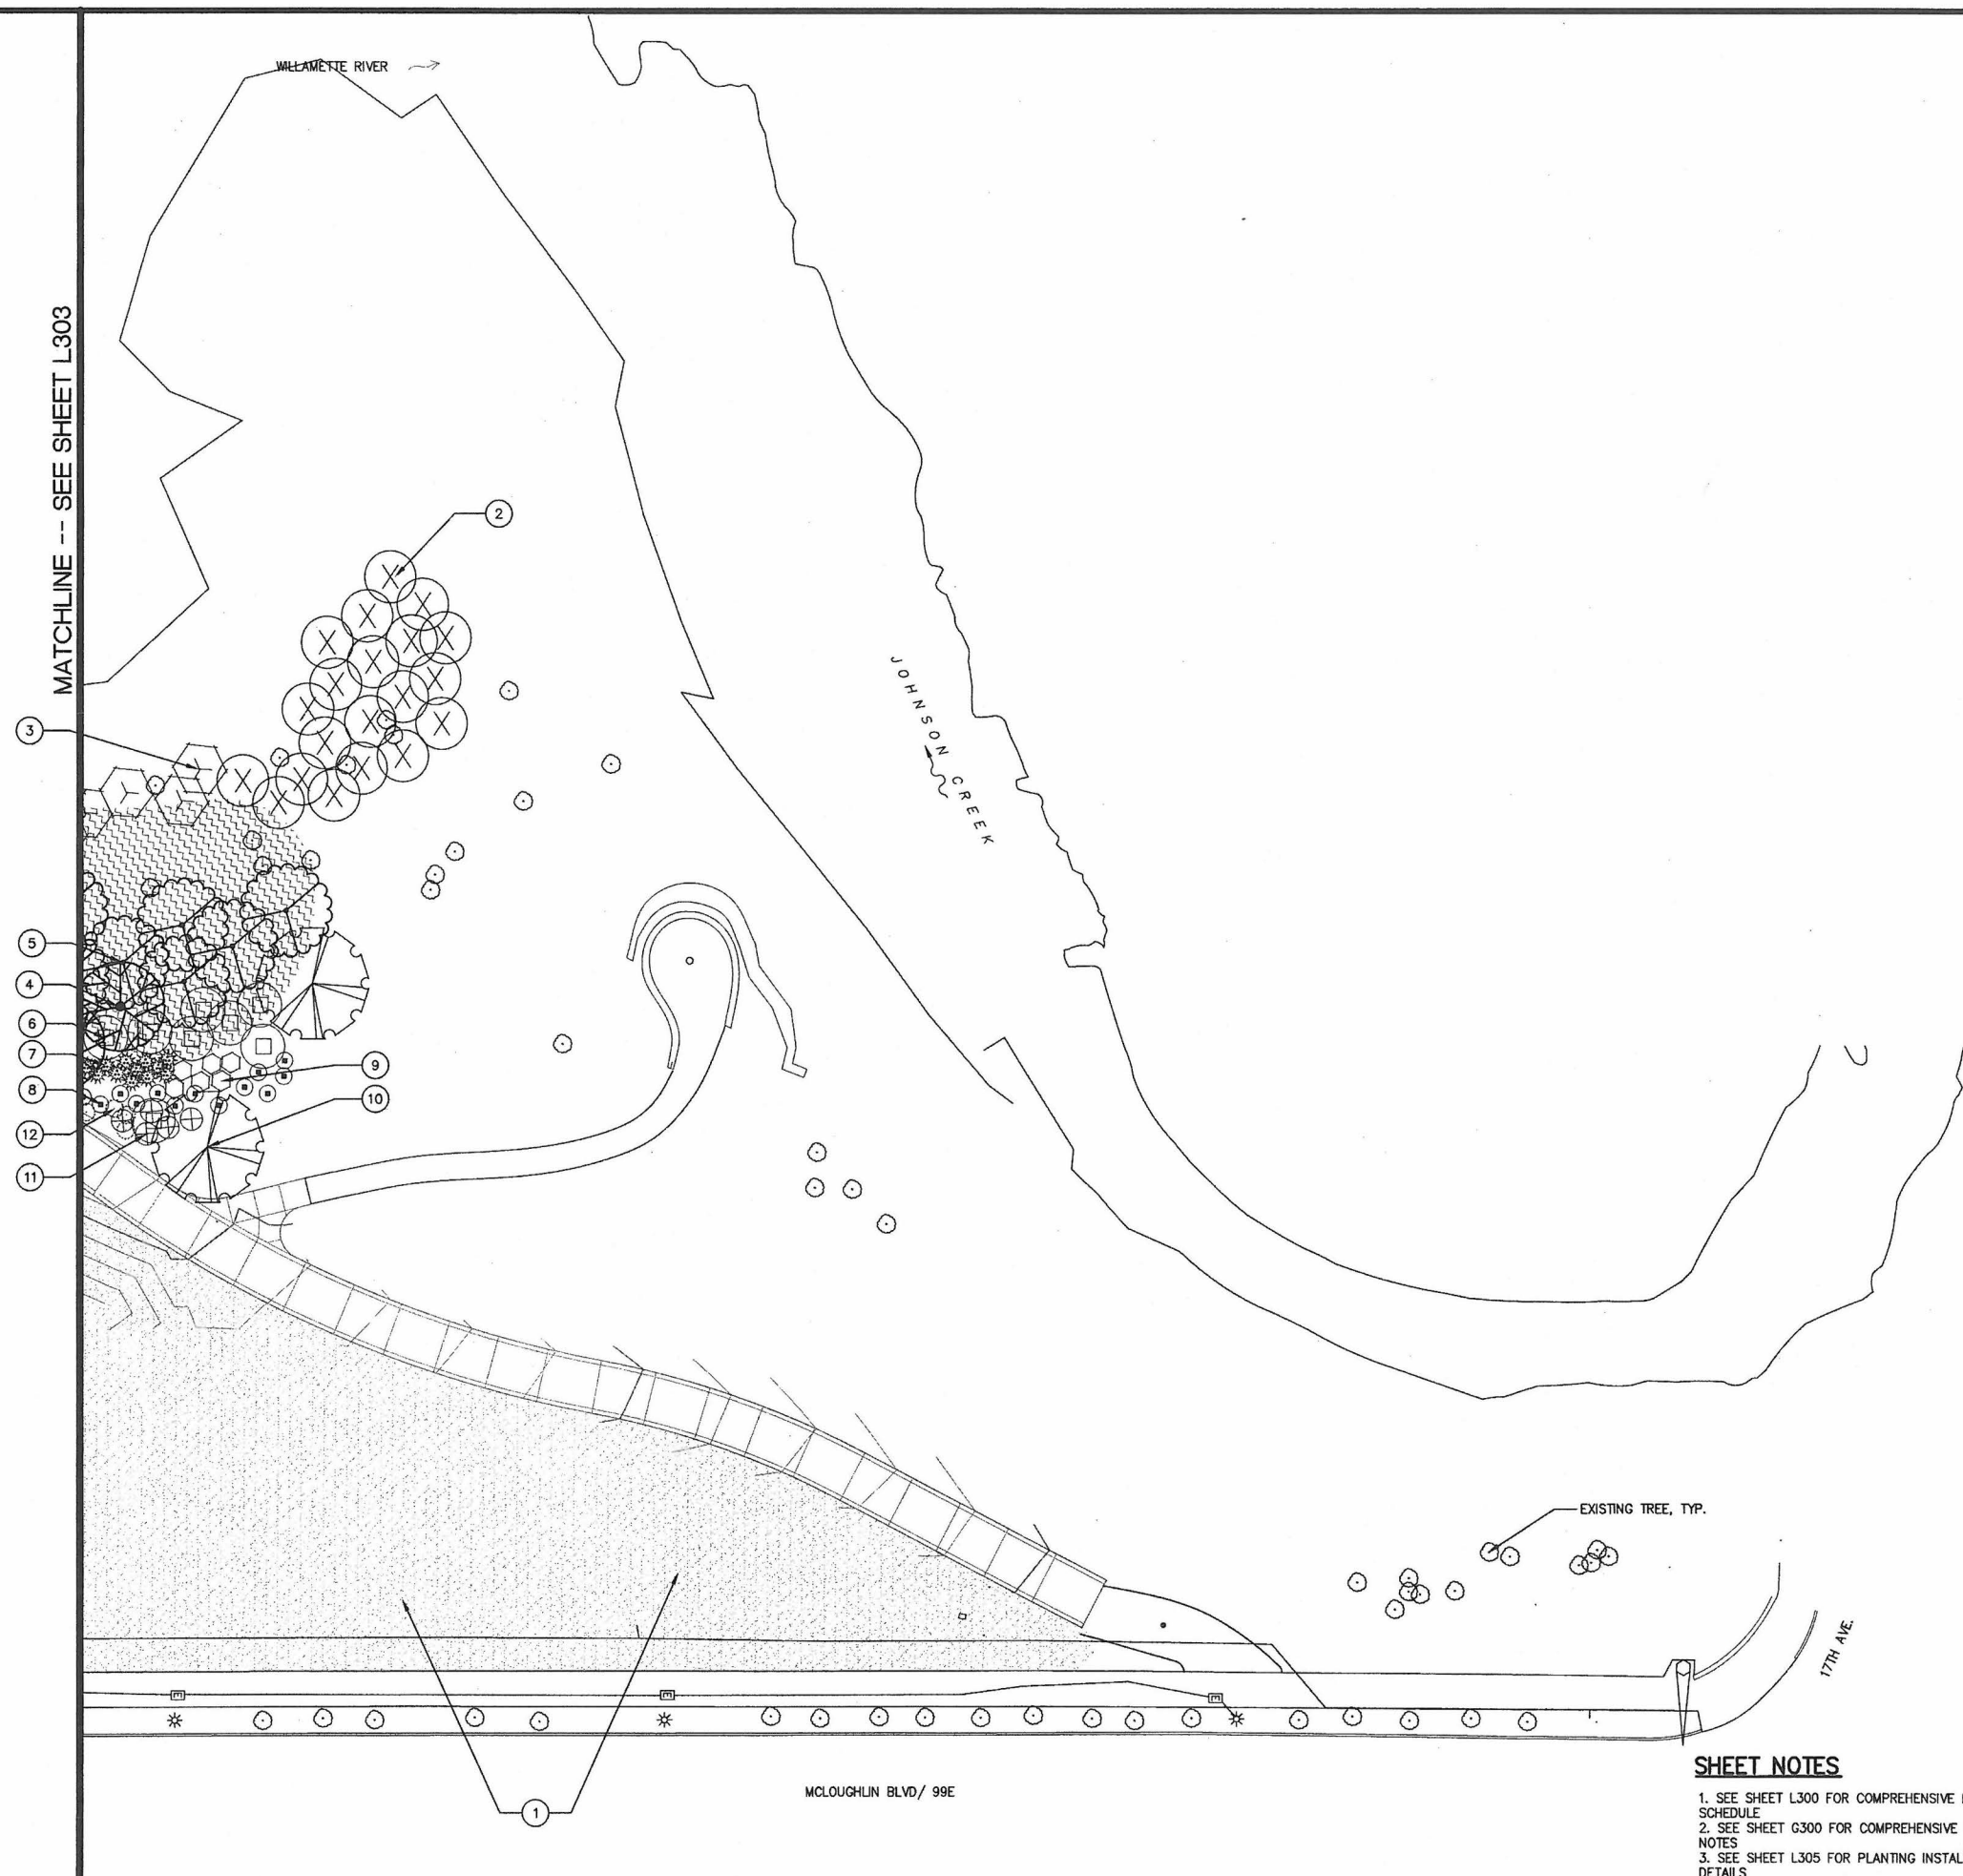 WILLAMETTE RIVER
MATCHLINE -- SEE SHEET L303
2
3
JOHNSON CREEK
5
4
6
7
8
9
10
12
11
EXISTING TREE, TYP.
17TH AVE.
E
E
E
MCLOUGHLIN BLVD/ 99E
1
SHEET NOTES
1. SEE SHEET L300 FOR COMPREHENSIVE
SCHEDULE
2. SEE SHEET G300 FOR COMPREHENSIVE
NOTES
3. SEE SHEET L305 FOR PLANTING INSTAL
DETAILS